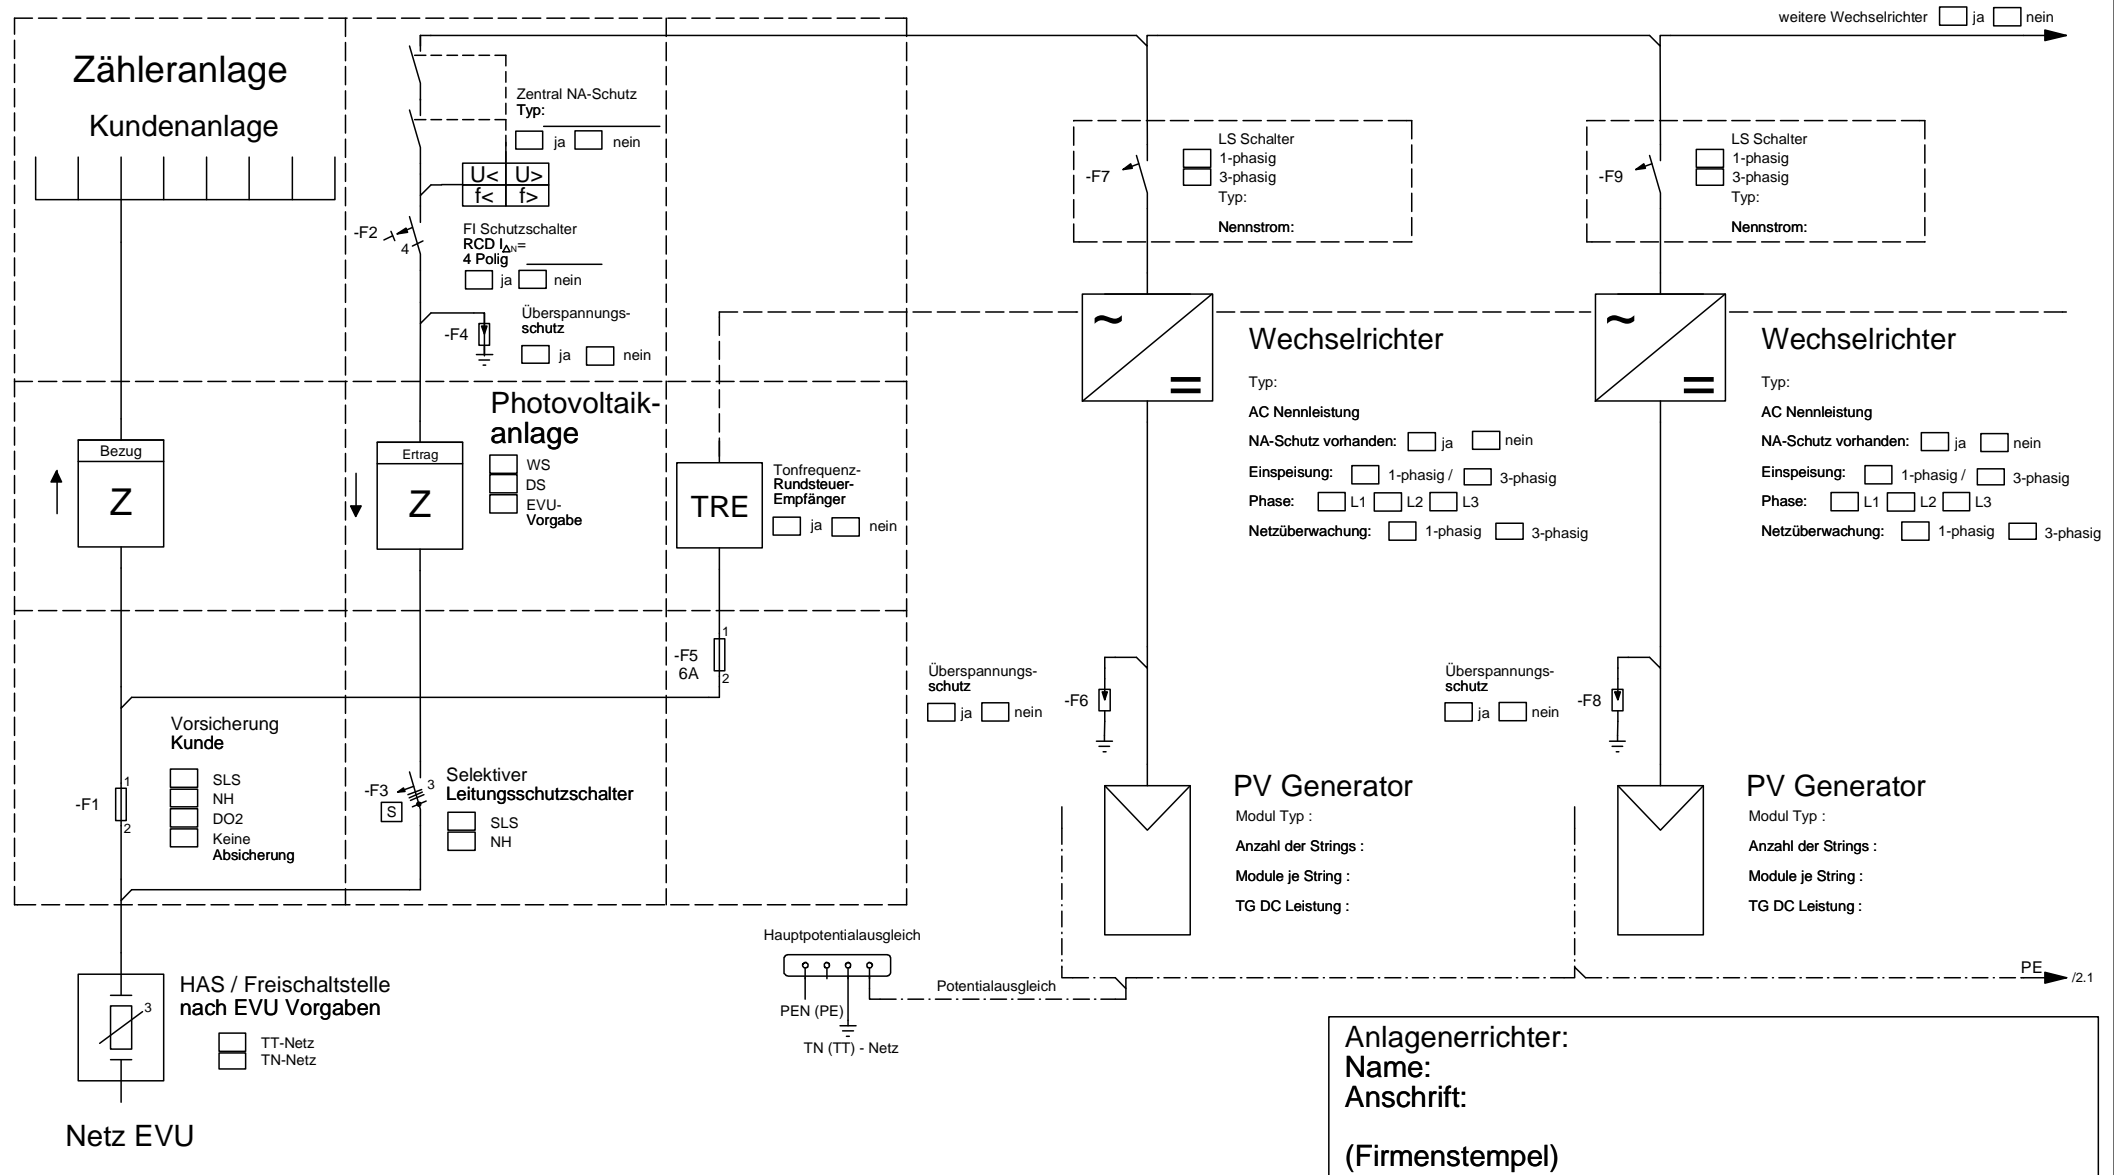 weitere Wechselrichter ja nein
Zähleranlage
Kundenanlage
Zentral NA-Schutz
Typ:
ja nein
U< U>
f< f>
-F2
4
FI Schutzschalter
RCD I∆N=
4 Polig
ja nein
-F4
Überspannungs-
schutz
ja nein
-F7
LS Schalter
1-phasig
3-phasig
Typ:
Nennstrom:
-F9
LS Schalter
1-phasig
3-phasig
Typ:
Nennstrom:
Bezug
Z
Ertrag
Z
Photovoltaik-
anlage
WS
DS
EVU-
Vorgabe
TRE
Tonfrequenz-
Rundsteuer-
Empfänger
ja nein
~
=
Wechselrichter
Typ:
AC Nennleistung
NA-Schutz vorhanden: ja nein
Einspeisung: 1-phasig / 3-phasig
Phase: L1 L2 L3
Netzüberwachung: 1-phasig 3-phasig
~
=
Wechselrichter
Typ:
AC Nennleistung
NA-Schutz vorhanden: ja nein
Einspeisung: 1-phasig / 3-phasig
Phase: L1 L2 L3
Netzüberwachung: 1-phasig 3-phasig
-F5
6A
1
2
Vorsicherung
Kunde
SLS
NH
DO2
Keine
Absicherung
-F1
1
2
-F3
S
3
Selektiver
Leitungsschutzschalter
SLS
NH
Überspannungs-
schutz
ja nein
-F6
Überspannungs-
schutz
ja nein
-F8
PV Generator
Modul Typ :
Anzahl der Strings :
Module je String :
TG DC Leistung :
PV Generator
Modul Typ :
Anzahl der Strings :
Module je String :
TG DC Leistung :
HAS / Freischaltstelle
nach EVU Vorgaben
3
TT-Netz
TN-Netz
Netz EVU
Hauptpotentialausgleich
PEN (PE)
TN (TT) - Netz
Potentialausgleich
PE
/2.1
Anlagenerrichter:
Name:
Anschrift:
(Firmenstempel)